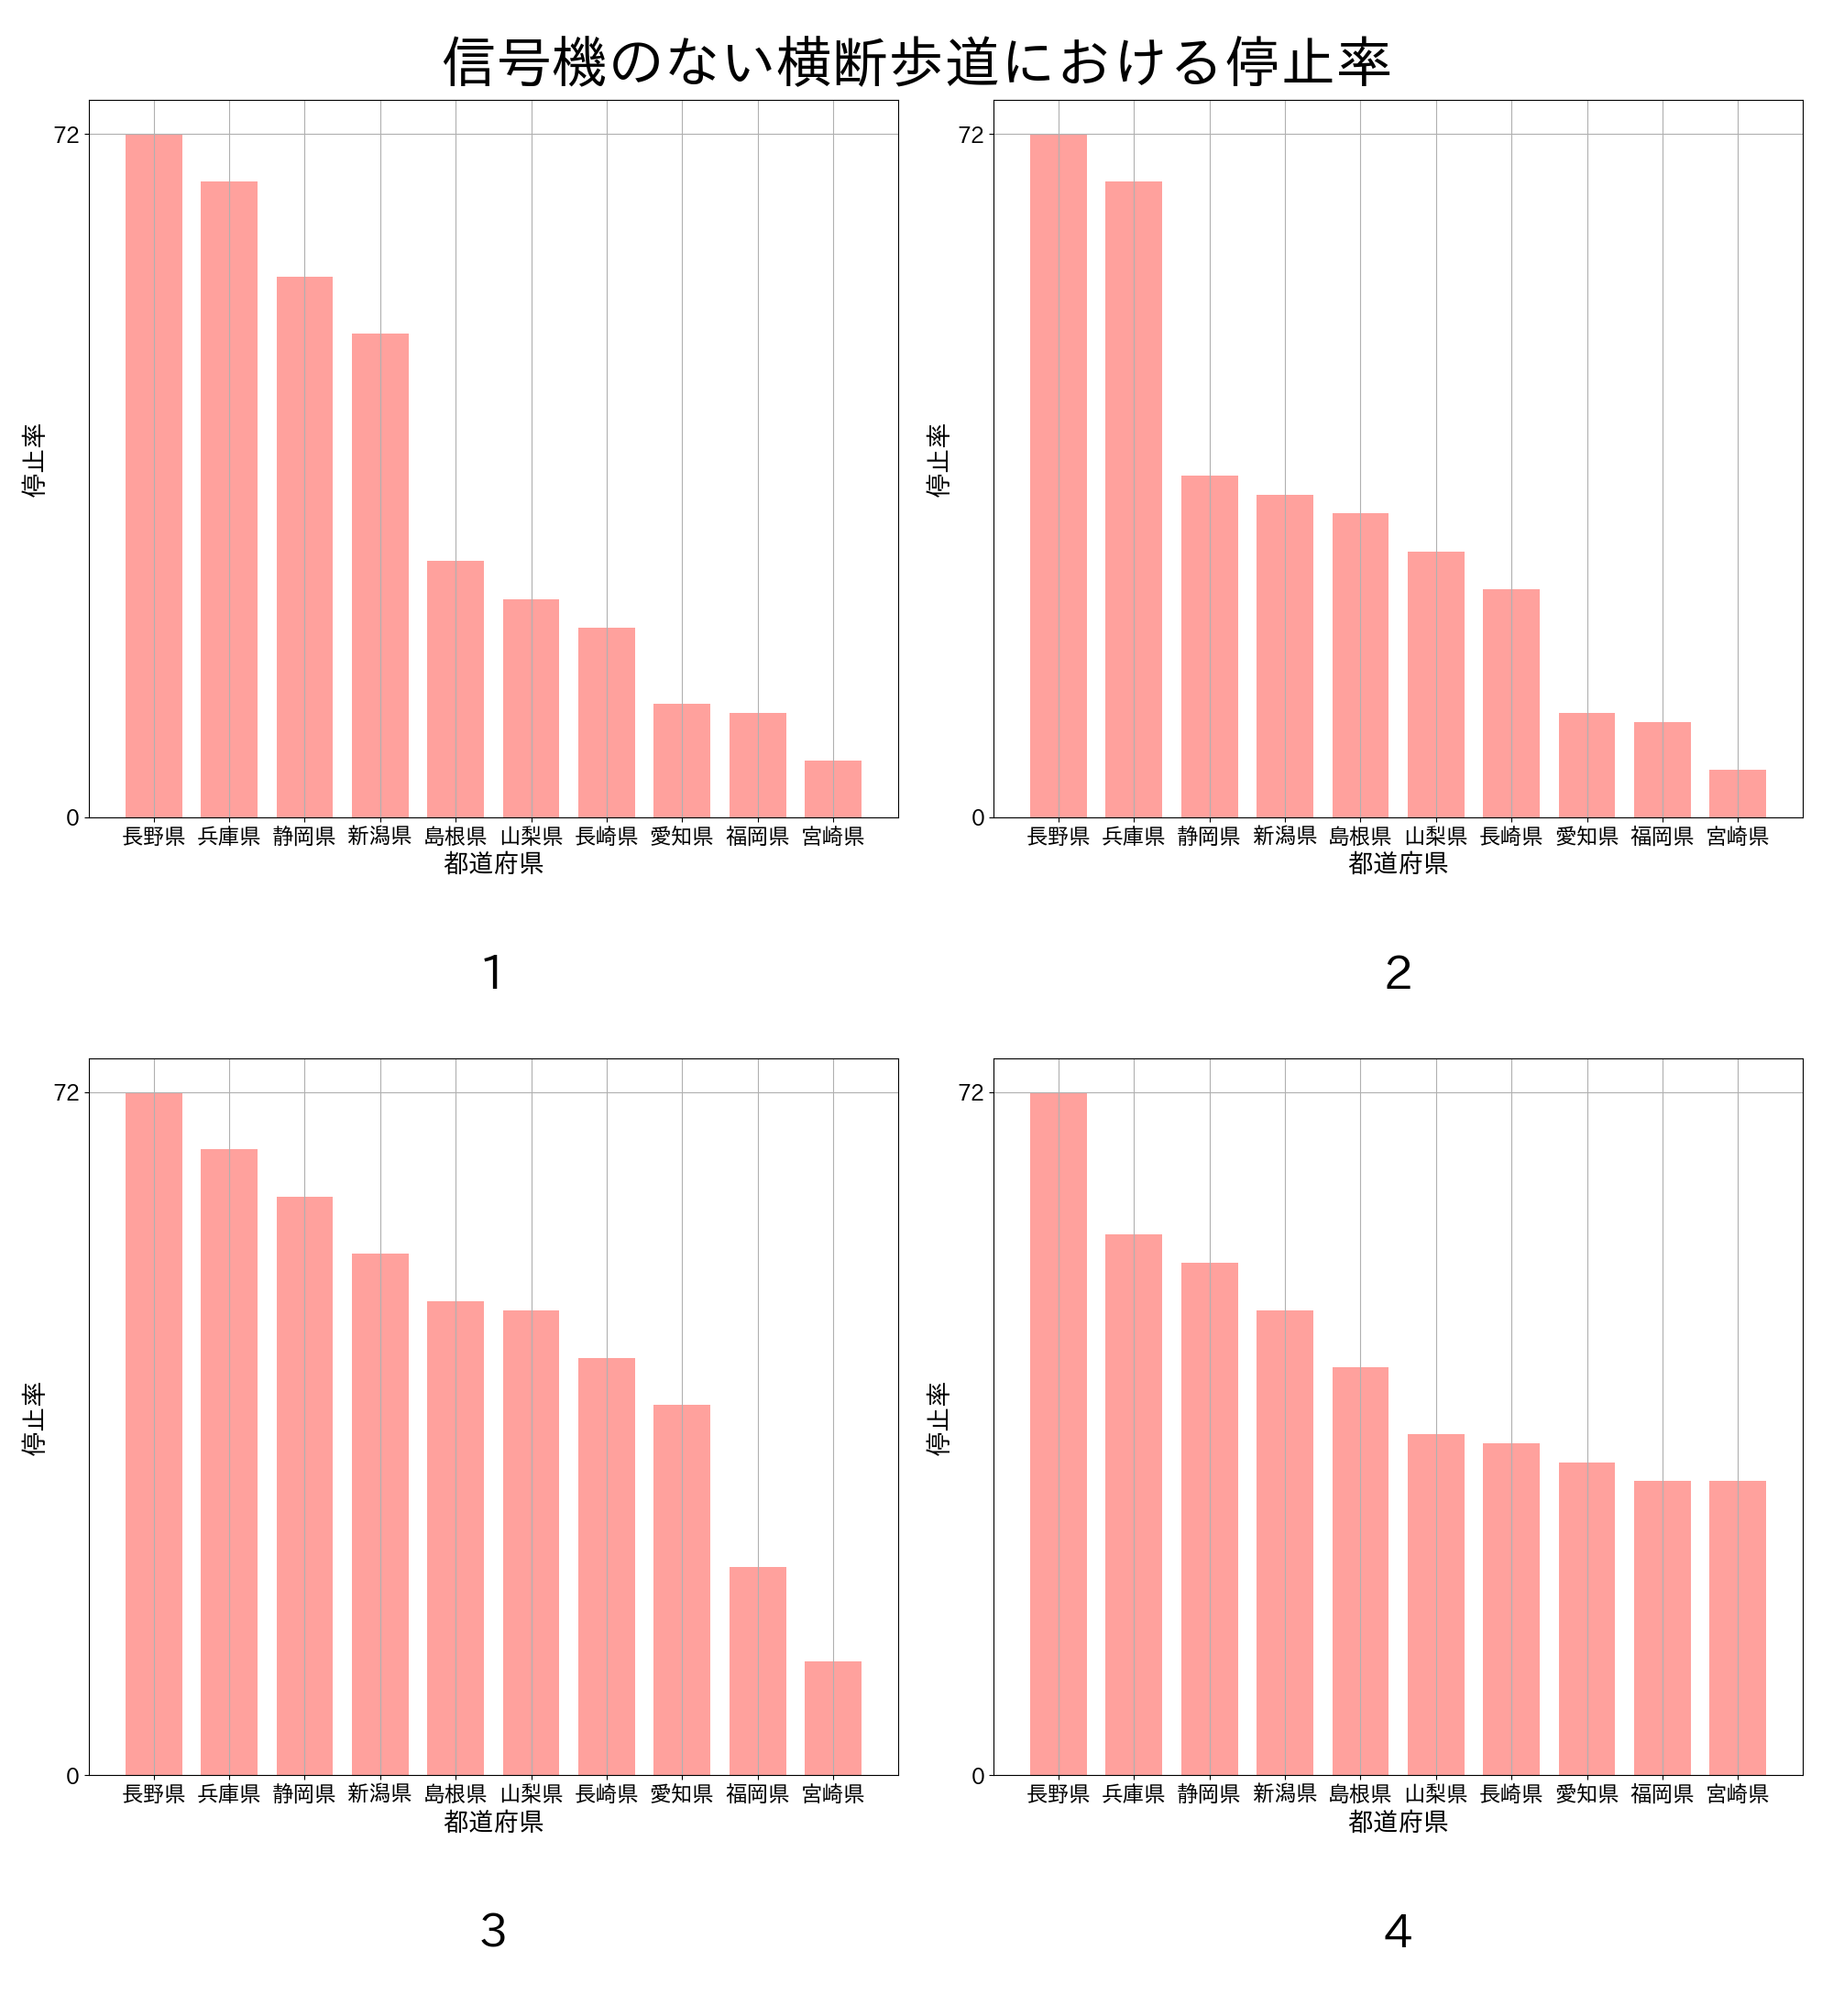 信号機のない横断歩道における停止率
72
0
停止率
長野県 兵庫県 静岡県 新潟県 島根県 山梨県 長崎県 愛知県 福岡県 宮崎県
都道府県
1
72
0
停止率
長野県 兵庫県 静岡県 新潟県 島根県 山梨県 長崎県 愛知県 福岡県 宮崎県
都道府県
2
72
0
停止率
長野県 兵庫県 静岡県 新潟県 島根県 山梨県 長崎県 愛知県 福岡県 宮崎県
都道府県
3
72
0
停止率
長野県 兵庫県 静岡県 新潟県 島根県 山梨県 長崎県 愛知県 福岡県 宮崎県
都道府県
4